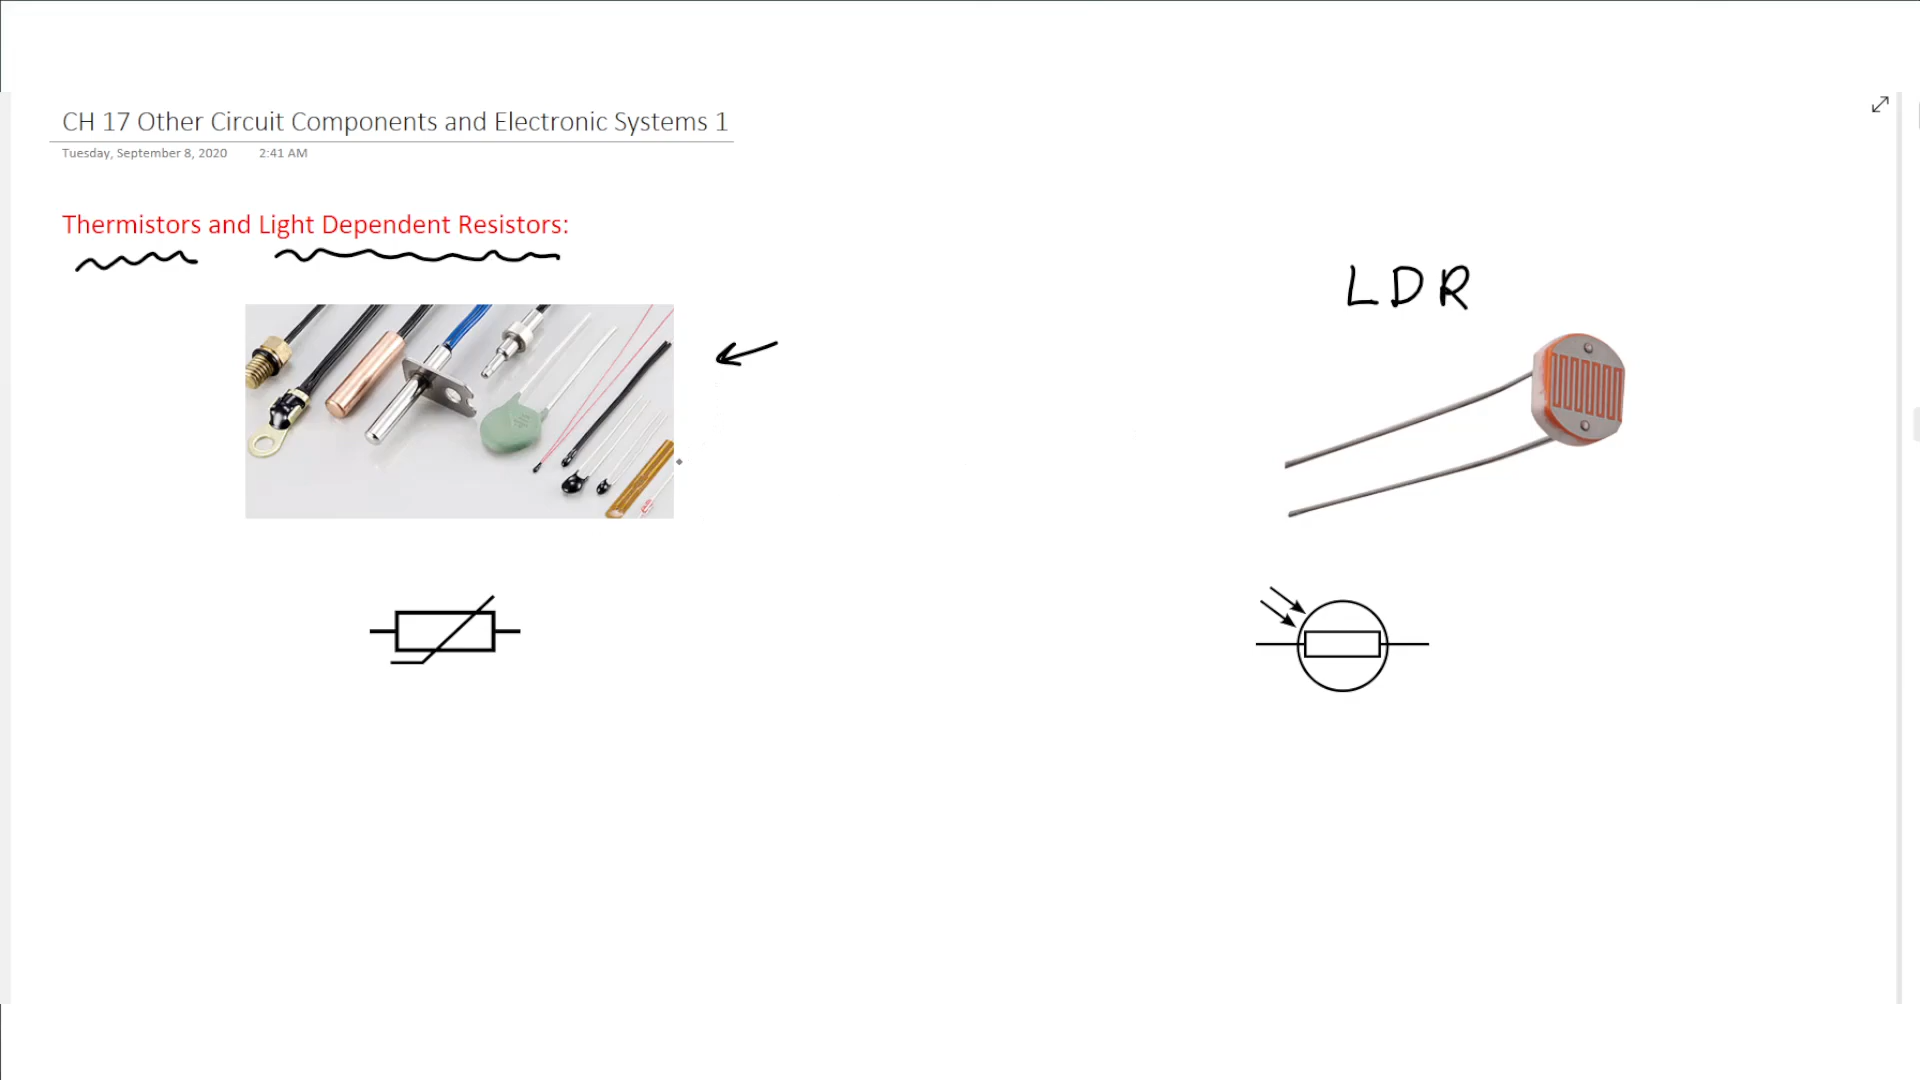 CH 17 Other Circuit Components and Electronic Systems 1
Tuesday, September 8, 2020 2:41 AM
Thermistors and Light Dependent Resistors:
LDR